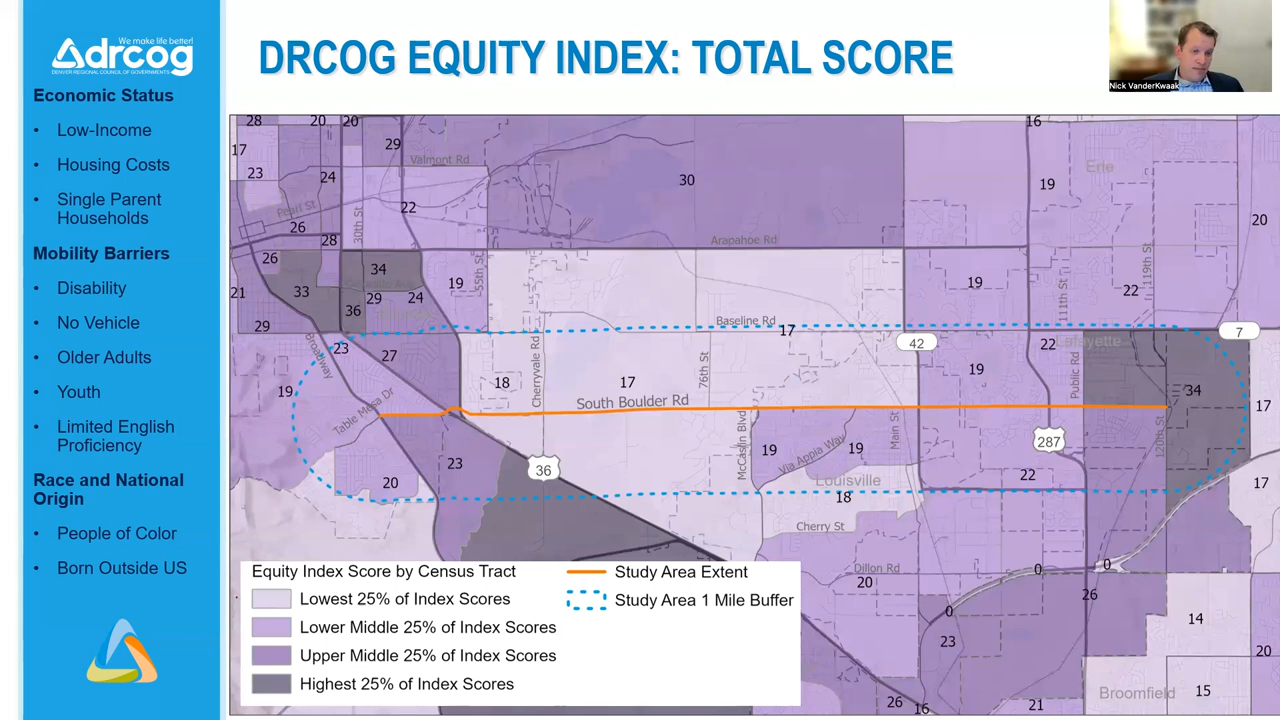 We make life better!
drcog
DENVER REGIONAL COUNCIL OF GOVERNMENTS
DRCOG EQUITY INDEX: TOTAL SCORE
Nick VanderKwaak
Economic Status
• Low-Income
• Housing Costs
• Single Parent
Households
Mobility Barriers
• Disability
• No Vehicle
• Older Adults
• Youth
• Limited English
Proficiency
Race and National
Origin
• People of Color
• Born Outside US
28 20 20 16
29
17 Valmont Rd
23 24 30 19 Erie
22
Pearl St 30th St 20
26
28 Arapahoe Rd
26 34 19 55th St 19 119th St
21 33 29 24 22
36 111th St
29 Baseline Rd 17 7
Broadway 23 42 22 Lafayette
27 Cherryvale Rd 76th St
19 18 17 19 Public Rd 34
Table Mesa Dr South Boulder Rd 17
McCaslin Blvd Main St 120th St
287
23 36 19 Via Appia Way 19
20 Louisville 22 17
18
Cherry St
Dillon Rd 0 0
20 26
0 14
23
20
Broomfield 15
26 16 21
Equity Index Score by Census Tract
Lowest 25% of Index Scores
Lower Middle 25% of Index Scores
Upper Middle 25% of Index Scores
Highest 25% of Index Scores
Study Area Extent
Study Area 1 Mile Buffer